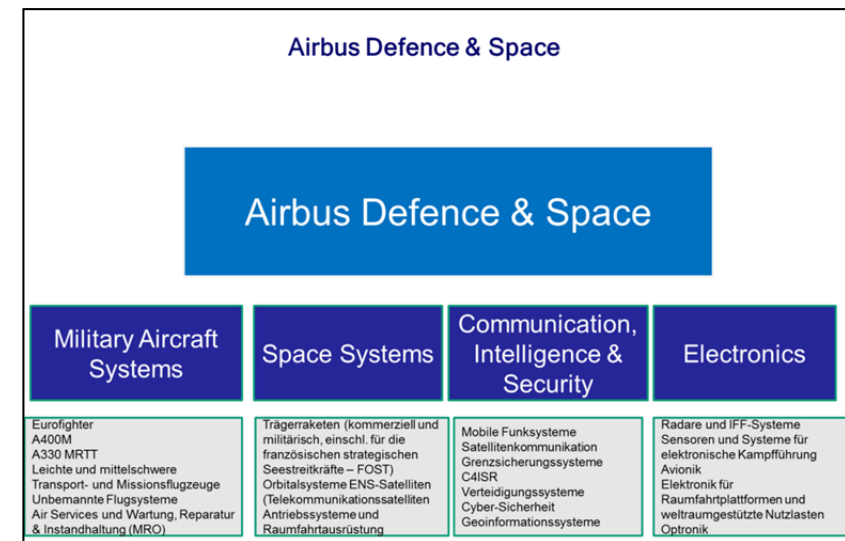 Airbus Defence & Space
Airbus Defence & Space
Military Aircraft
Systems
Space Systems
Communication,
Intelligence &
Security
Electronics
Eurofighter
A400M
A330 MRTT
Leichte und mittelschwere
Transport- und Missionsflugzeuge
Unbemannte Flugsysteme
Air Services und Wartung, Reparatur
& Instandhaltung (MRO)
Trägerraketen (kommerziell und
militärisch, einschl. für die
französischen strategischen
Seestreitkräfte – FOST)
Orbitalsysteme ENS-Satelliten
(Telekommunikationssatelliten
Antriebssysteme und
Raumfahrtausrüstung
Mobile Funksysteme
Satellitenkommunikation
Grenzsicherungssysteme
C4ISR
Verteidigungssysteme
Cyber-Sicherheit
Geoinformationssysteme
Radare und IFF-Systeme
Sensoren und Systeme für
elektronische Kampfführung
Avionik
Elektronik für
Raumfahrtplattformen und
weltraumgestützte Nutzlasten
Optronik